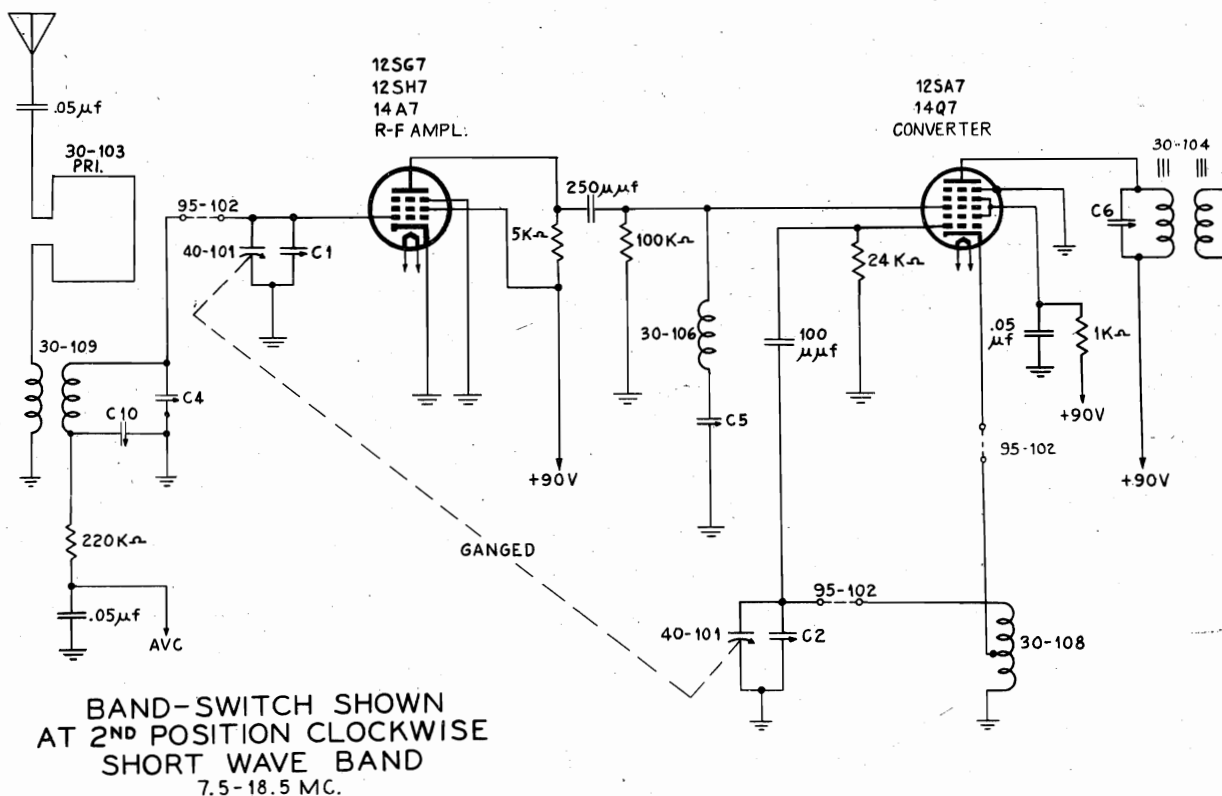 12SG7
12SH7
14A7
R-F AMPL.
12SA7
14Q7
CONVERTER
.05μf
30-103
PRI.
30-104
95-102
250μμf
C6
40-101
C1
5KΩ
100KΩ
24KΩ
30-106
100
μμf
.05
μf
1KΩ
30-109
C4
C10
C5
+90V
95-102
+90V
+90V
220KΩ
GANGED
.05μf
AVC
95-102
40-101
C2
30-108
BAND-SWITCH SHOWN
AT 2ND POSITION CLOCKWISE
SHORT WAVE BAND
7.5-18.5 MC.